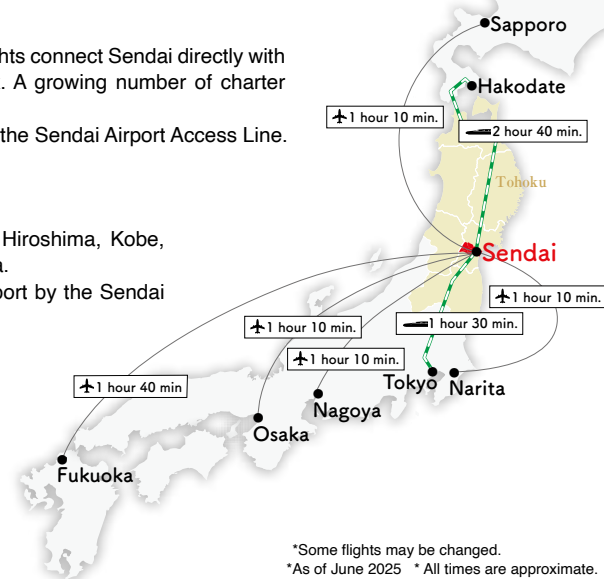 Sapporo
hts connect Sendai directly with
. A growing number of charter
Hakodate
1 hour 10 min.
2 hour 40 min.
the Sendai Airport Access Line.
Tohoku
Hiroshima, Kobe,
Sendai
a.
port by the Sendai
1 hour 10 min.
1 hour 10 min.
1 hour 30 min.
1 hour 10 min.
1 hour 40 min
Tokyo
Narita
Nagoya
Osaka
Fukuoka
*Some flights may be changed.
*As of June 2025 * All times are approximate.